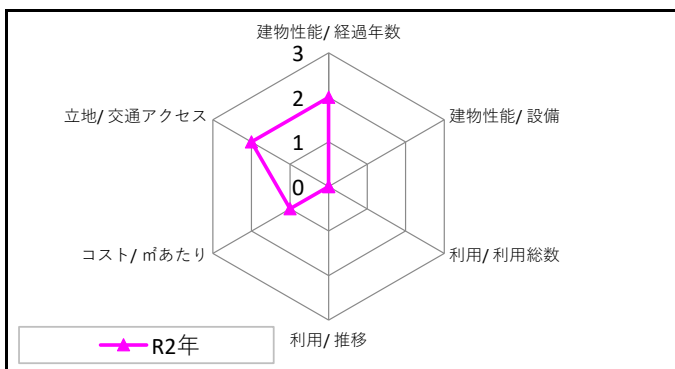 建物性能/ 経過年数
3
立地/ 交通アクセス
2
建物性能/ 設備
1
0
コスト/ ㎡あたり
利用/ 利用総数
利用/ 推移
R2年